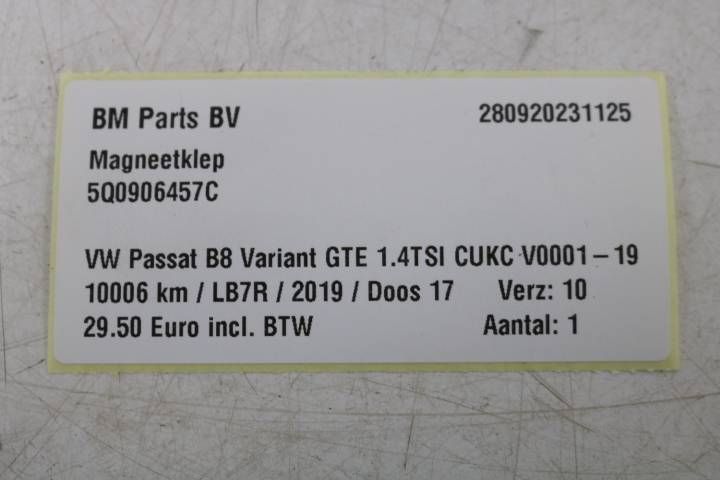 BM Parts BV 280920231125
Magneetklep
5Q0906457C
VW Passat B8 Variant GTE 1.4TSI CUKC V0001-19
10006 km / LB7R / 2019 / Doos 17 Verz: 10
29.50 Euro incl. BTW Aantal: 1